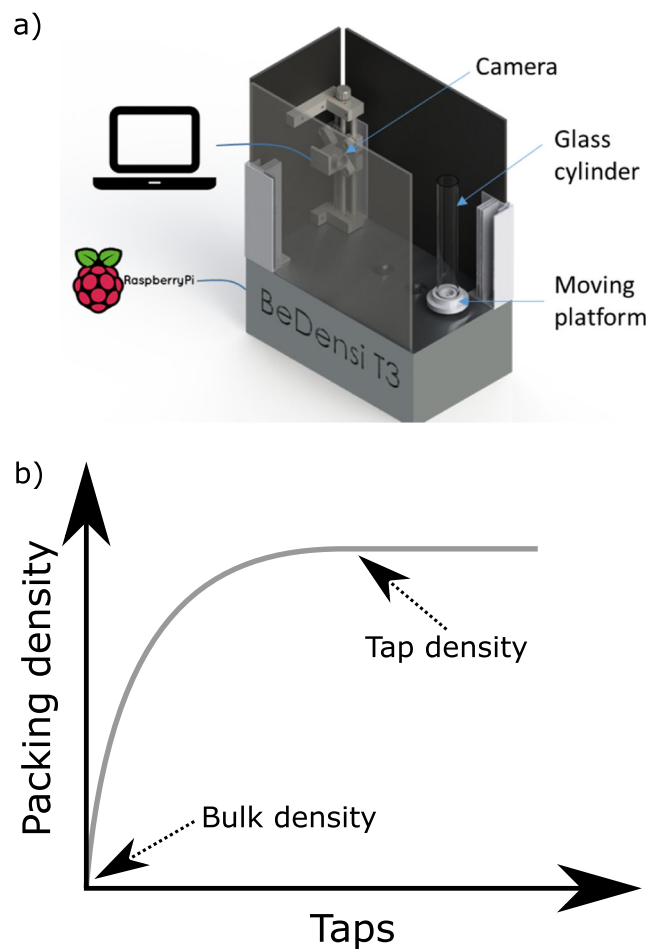 a)
Camera
Glass
cylinder
RaspberryPi
Moving
platform
BeDensi T3
b)
Packing density
Tap density
Bulk density
Taps